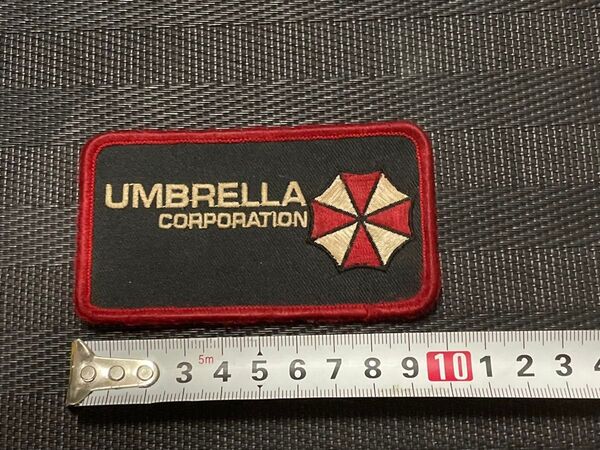 UMBRELLA
CORPORATION
5m
3 4 5 6 7 8 9 10 1 2 3 4